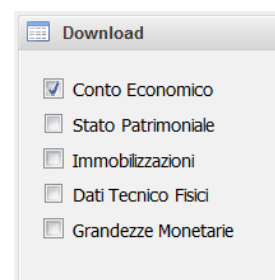 Download
Conto Economico
Stato Patrimoniale
Immobilizzazioni
Dati Tecnico Fisici
Grandezze Monetarie